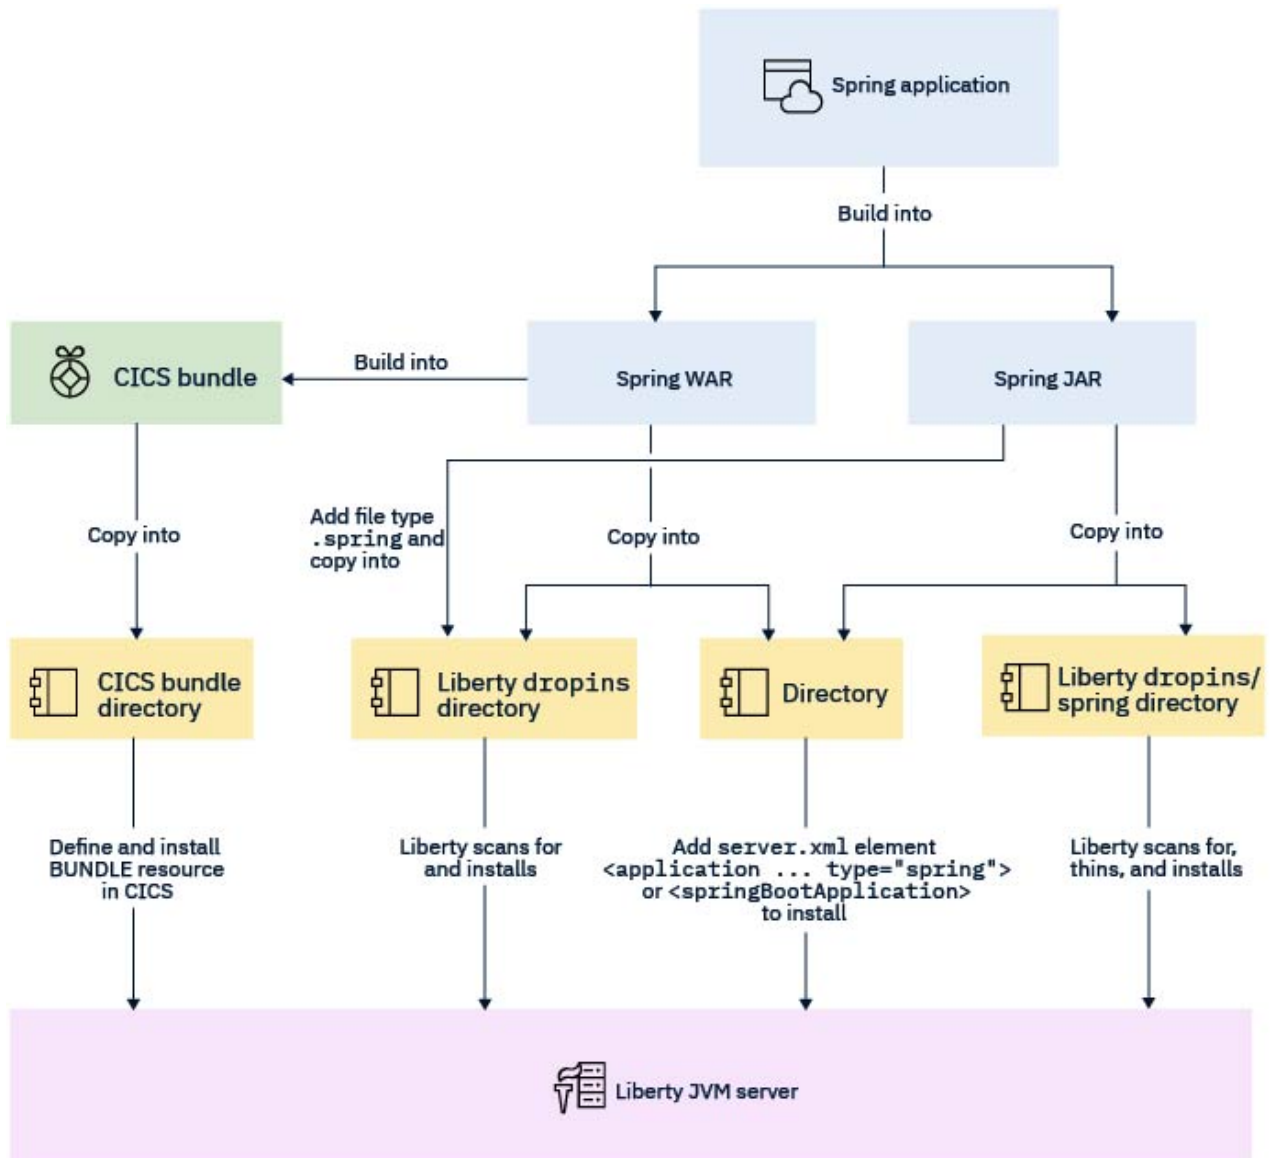 Spring application
Build into
CICS bundle
Build into
Spring WAR
Spring JAR
Copy into
Add file type
.spring and
copy into
Copy into
Copy into
CICS bundle
directory
Liberty dropins
directory
Directory
Liberty dropins/
spring directory
Define and install
BUNDLE resource
in CICS
Liberty scans for
and installs
Add server.xml element
<application ... type="spring">
or <springBootApplication>
to install
Liberty scans for,
thins, and installs
Liberty JVM server